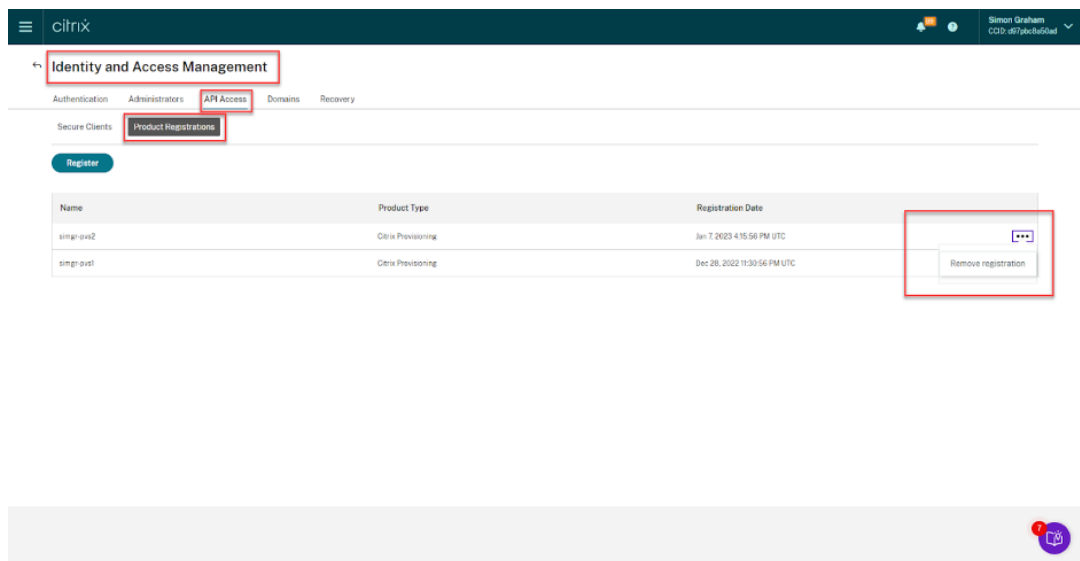 citrix
Simon Graham
CCID: d97pbc8a50ad
Identity and Access Management
Authentication Administrators API Access Domains Recovery
Secure Clients Product Registrations
Register
Name Product Type Registration Date
simgr-pvs2 Citrix Provisioning Jan 7, 2023 4:15:56 PM UTC
simgr-pvs1 Citrix Provisioning Dec 28, 2022 11:30:56 PM UTC
Remove registration
7